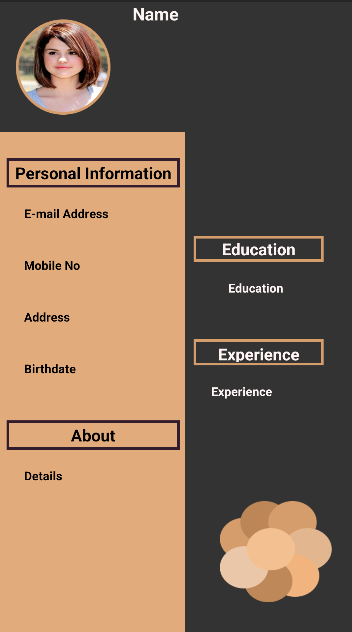 Name
Personal Information
E-mail Address
Mobile No
Address
Birthdate
About
Details
Education
Education
Experience
Experience